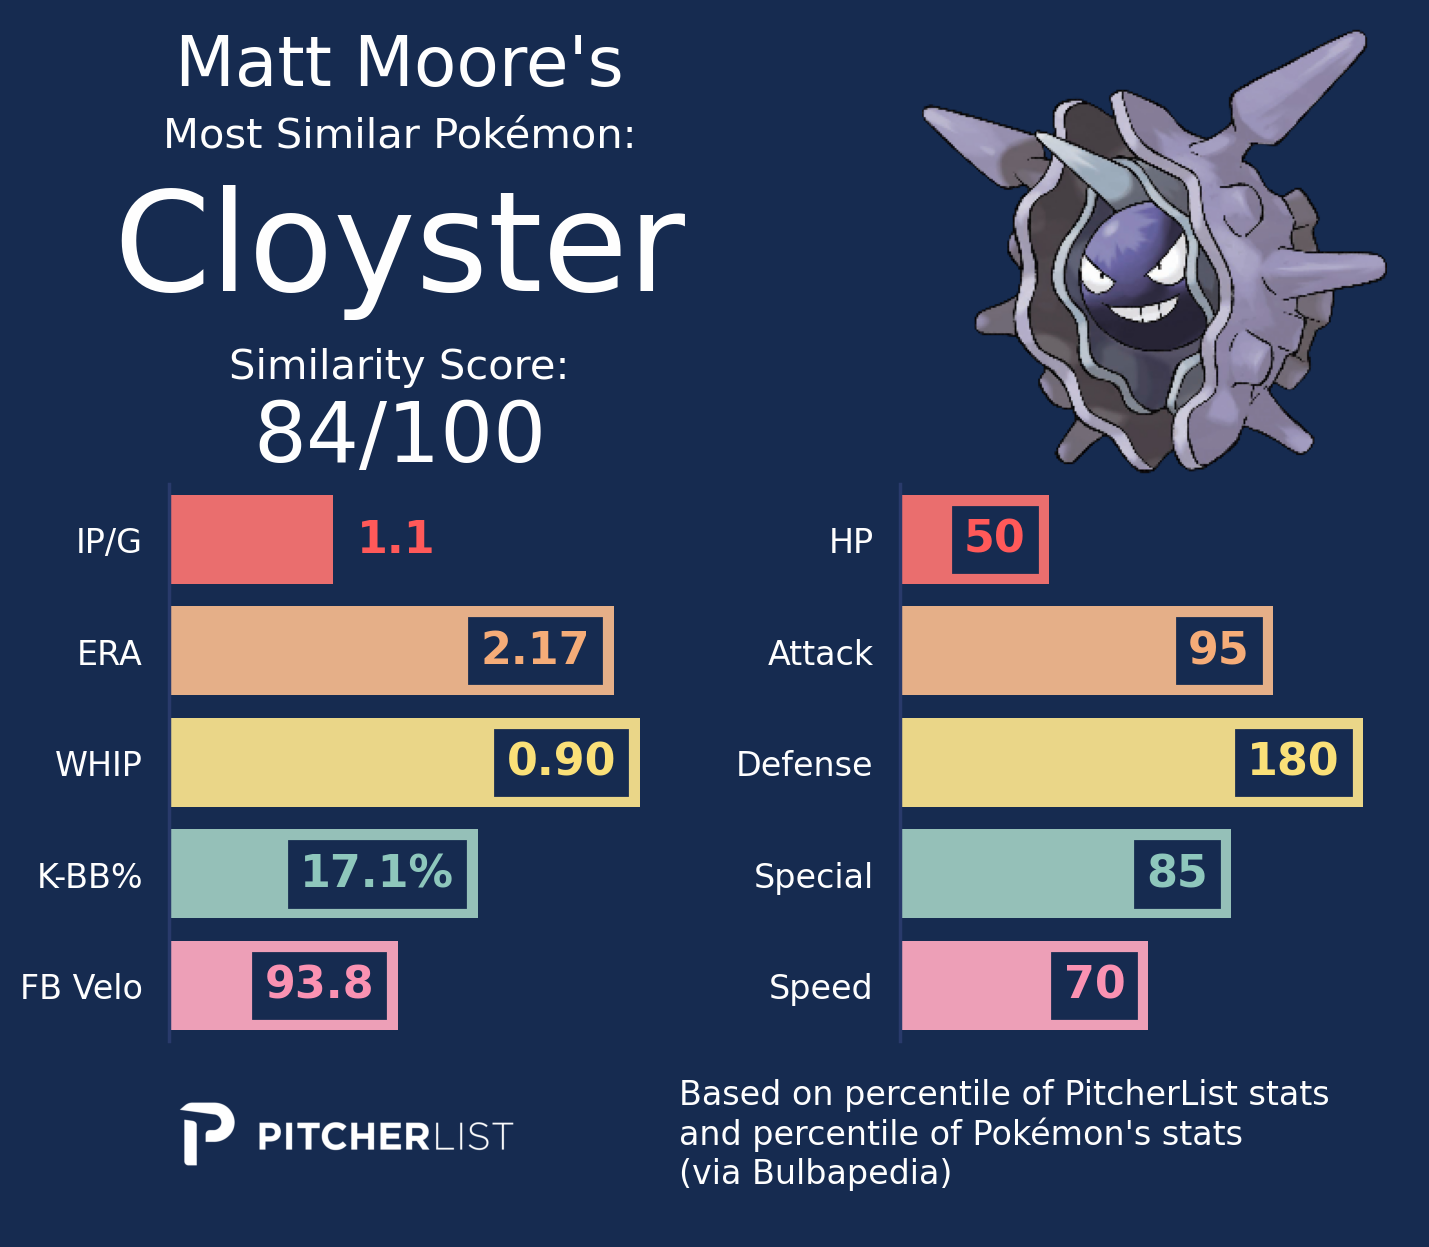 Matt Moore's
Most Similar Pokémon:
Cloyster
Similarity Score:
84/100
IP/G 1.1
ERA 2.17
WHIP 0.90
K-BB% 17.1%
FB Velo 93.8
HP 50
Attack 95
Defense 180
Special 85
Speed 70
PITCHERLIST
Based on percentile of PitcherList stats
and percentile of Pokémon's stats
(via Bulbapedia)